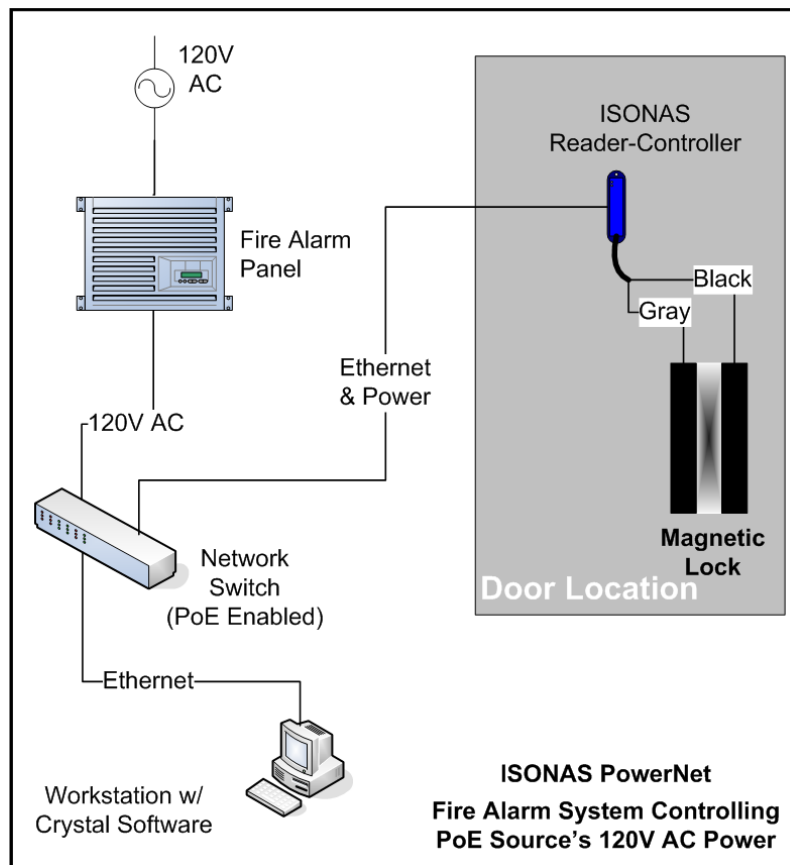 120V
AC
ISONAS
Reader-Controller
Fire Alarm
Panel
Black
Gray
Ethernet
& Power
120V AC
Network
Switch
(PoE Enabled)
Magnetic
Lock
Door Location
Ethernet
Workstation w/
Crystal Software
ISONAS PowerNet
Fire Alarm System Controlling
PoE Source's 120V AC Power